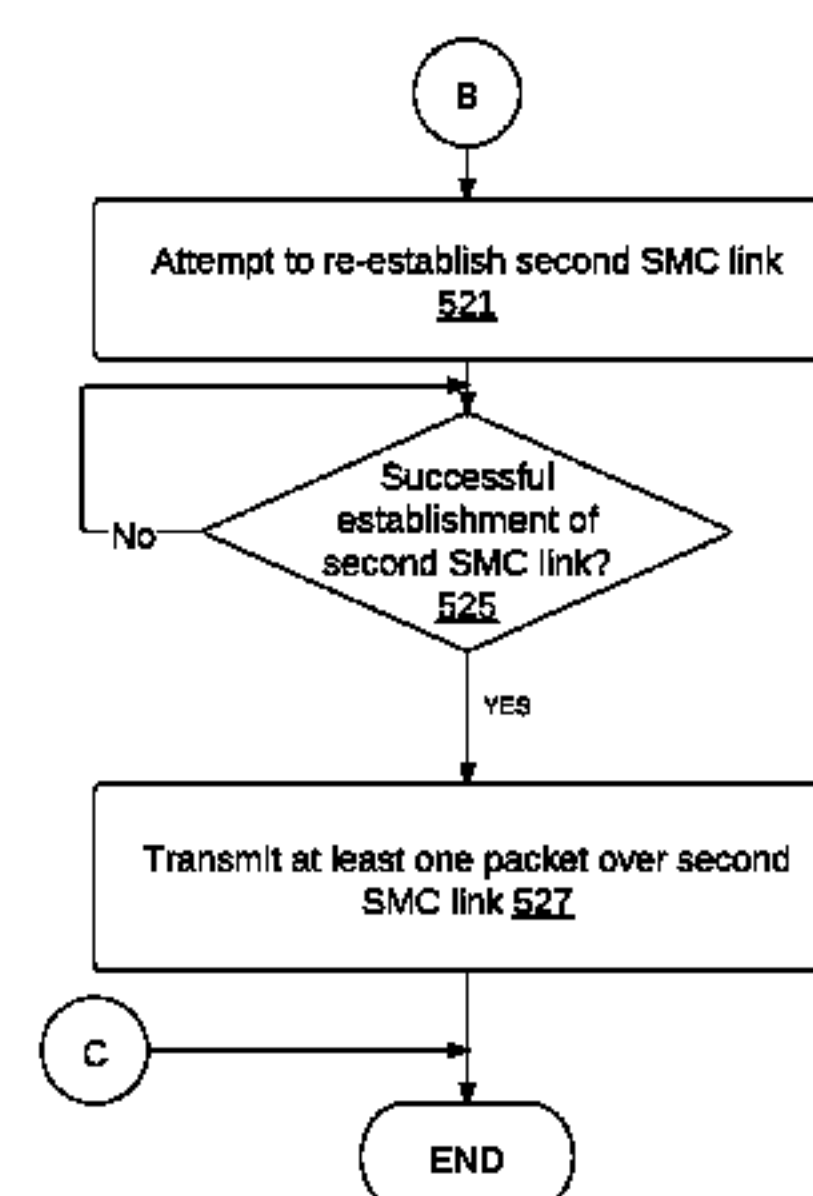 B
Attempt to re-establish second SMC link
521
Successful
establishment of
second SMC link?
525
No
YES
Transmit at least one packet over second
SMC link 527
C
END